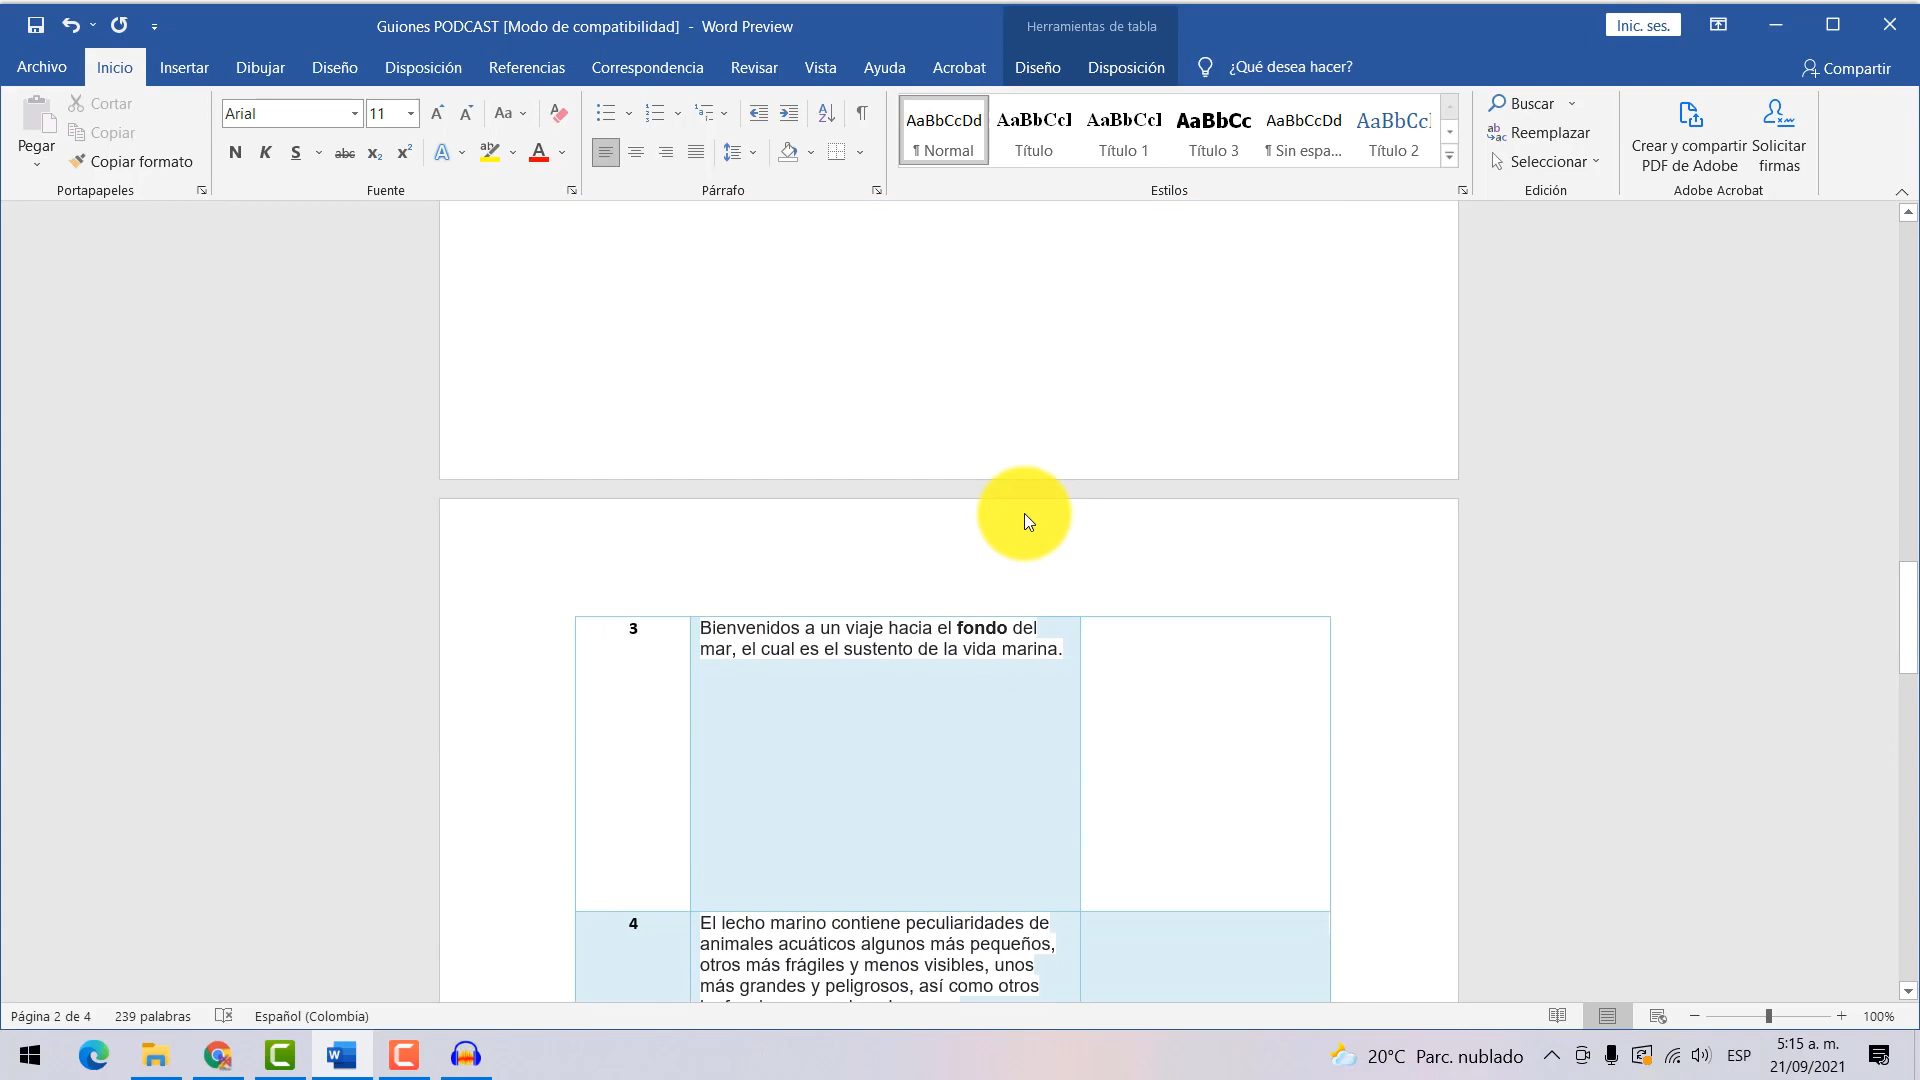 Guiones PODCAST [Modo de compatibilidad] - Word Preview
Herramientas de tabla
Inic. ses.
Archivo Inicio Insertar Dibujar Diseño Disposición Referencias Correspondencia Revisar Vista Ayuda Acrobat Diseño Disposición ¿Qué desea hacer? Compartir
Pegar
Cortar
Copiar
Copiar formato
Portapapeles
Arial 11
N K S abc x₂ x² A aby A
Aa
Fuente
Párrafo
AaBbCcDd AaBbCcl AaBbCcl AaBbCc AaBbCcDd AaBbCcl
¶ Normal Título Título 1 Título 3 ¶ Sin espa... Título 2
Estilos
Buscar
Reemplazar
Seleccionar
Edición
Crear y compartir PDF de Adobe
Solicitar firmas
Adobe Acrobat
3
Bienvenidos a un viaje hacia el fondo del
mar, el cual es el sustento de la vida marina.
4
El lecho marino contiene peculiaridades de
animales acuáticos algunos más pequeños,
otros más frágiles y menos visibles, unos
más grandes y peligrosos, así como otros
Página 2 de 4 239 palabras Español (Colombia) 100%
20°C Parc. nublado ESP 5:15 a. m.
21/09/2021